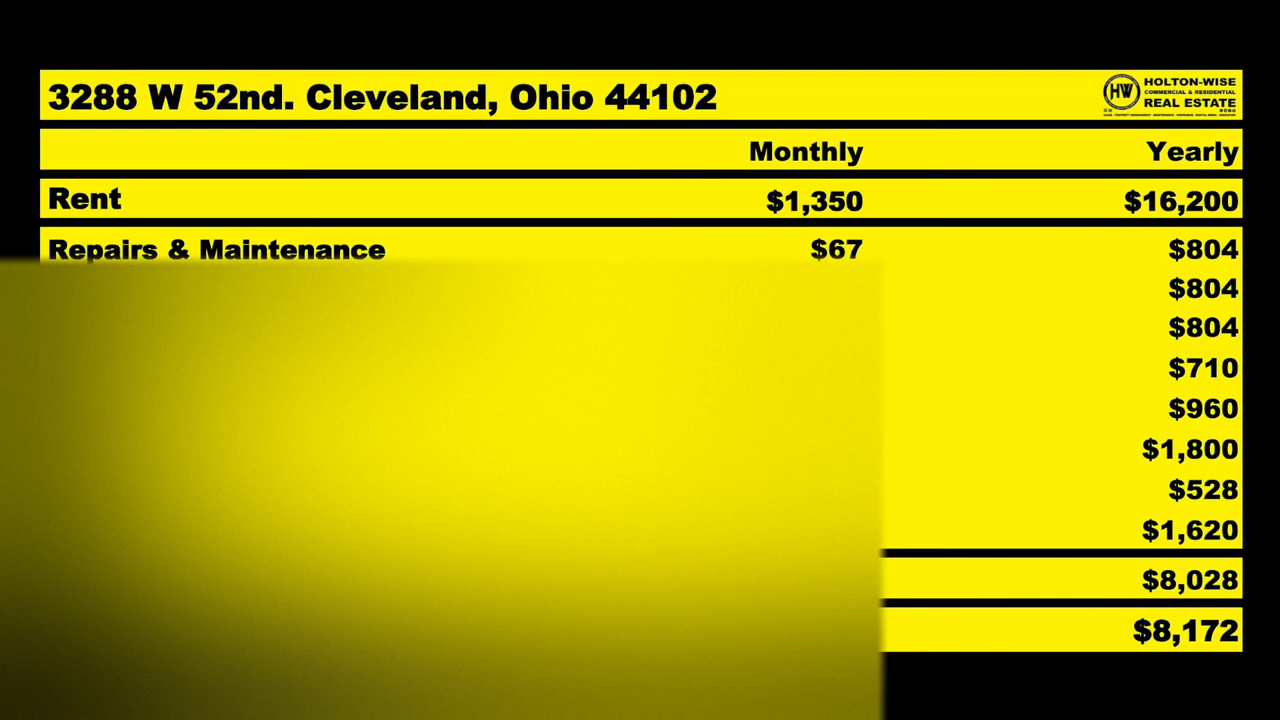 3288 W 52nd. Cleveland, Ohio 44102
HOLTON-WISE
COMMERCIAL & RESIDENTIAL
REAL ESTATE
HW
Monthly Yearly
Rent $1,350 $16,200
Repairs & Maintenance $67 $804
$804
$804
$710
$960
$1,800
$528
$1,620
$8,028
$8,172